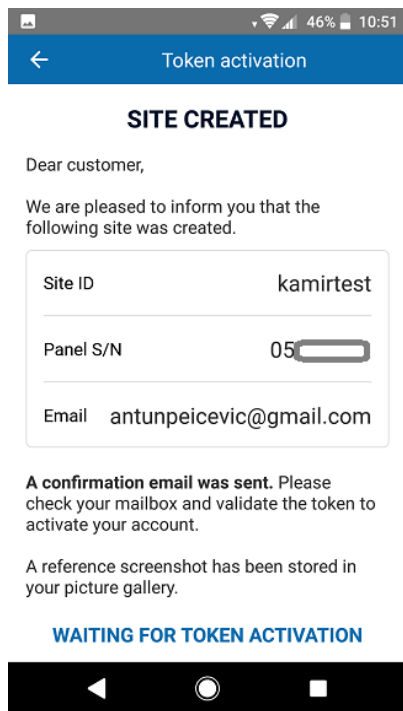 46% 10:51
Token activation
SITE CREATED
Dear customer,
We are pleased to inform you that the
following site was created.
Site ID kamirtest
Panel S/N 05
Email antunpeicevic@gmail.com
A confirmation email was sent. Please
check your mailbox and validate the token to
activate your account.
A reference screenshot has been stored in
your picture gallery.
WAITING FOR TOKEN ACTIVATION